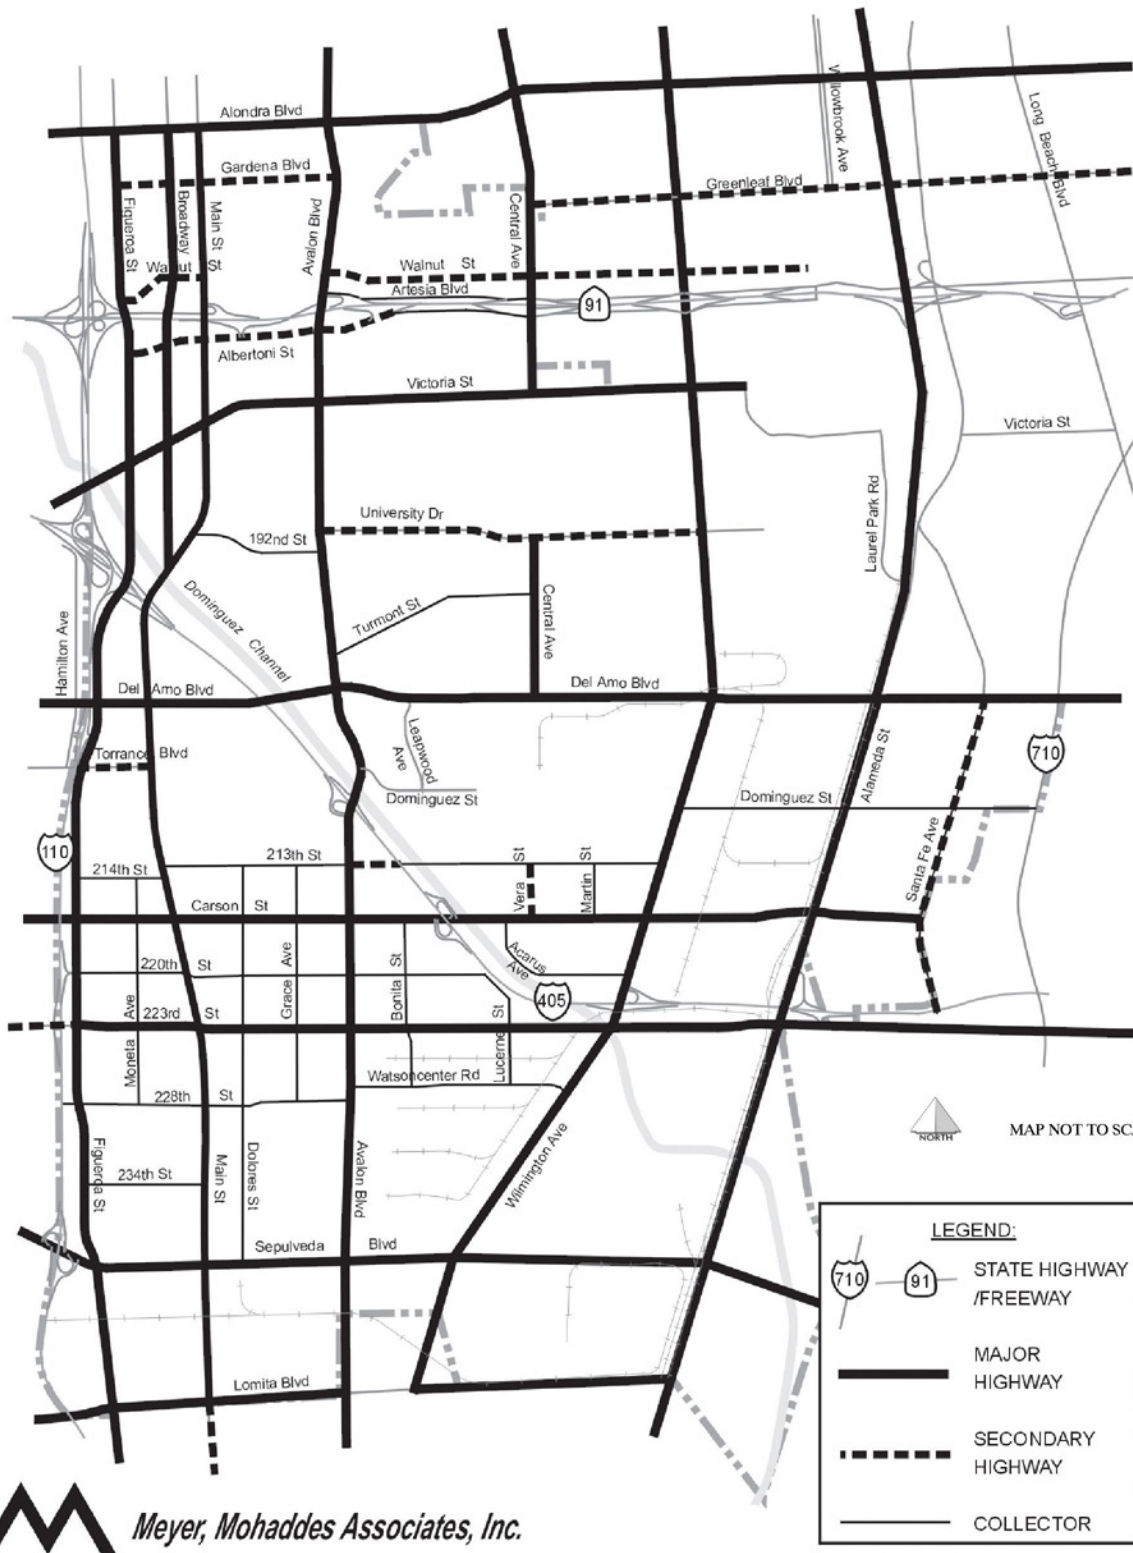 Alondra Blvd
Gardena Blvd
Greenleaf Blvd
Willowbrook Ave
Long Beach Blvd
Figueroa St
Broadway
Main St
Avalon Blvd
Central Ave
Walnut St
Walnut St
Artesia Blvd
91
Albertoni St
Victoria St
Victoria St
Laurel Park Rd
University Dr
192nd St
Dominguez Channel
Turmont St
Central Ave
Hamilton Ave
Del Amo Blvd
Del Amo Blvd
Torrance Blvd
Leapwood Ave
Dominguez St
Dominguez St
Alameda St
710
Santa Fe Ave
110
213th St
214th St
Vera St
Martin St
Carson St
Acarus Ave
220th St
Grace Ave
Bonita St
405
Moneta Ave
223rd St
Lucerne St
Watsoncenter Rd
228th St
Figueroa St
234th St
Main St
Dolores St
Avalon Blvd
Wilmington Ave
Sepulveda Blvd
Lomita Blvd
NORTH
MAP NOT TO SC
LEGEND:
710
91
STATE HIGHWAY
/FREEWAY
MAJOR
HIGHWAY
SECONDARY
HIGHWAY
COLLECTOR
Meyer, Mohaddes Associates, Inc.